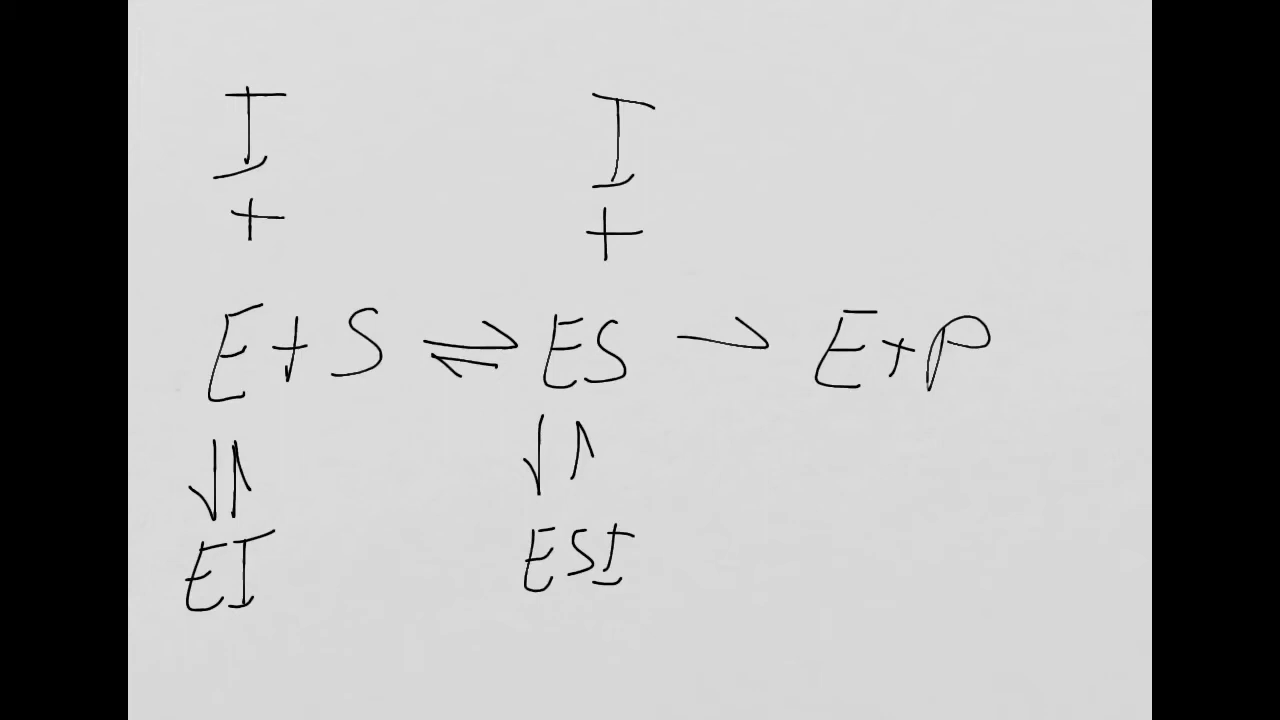 I I
+ +
E + S ⇌ ES → E + P
⇃↾ ⇃↾
EI ESI